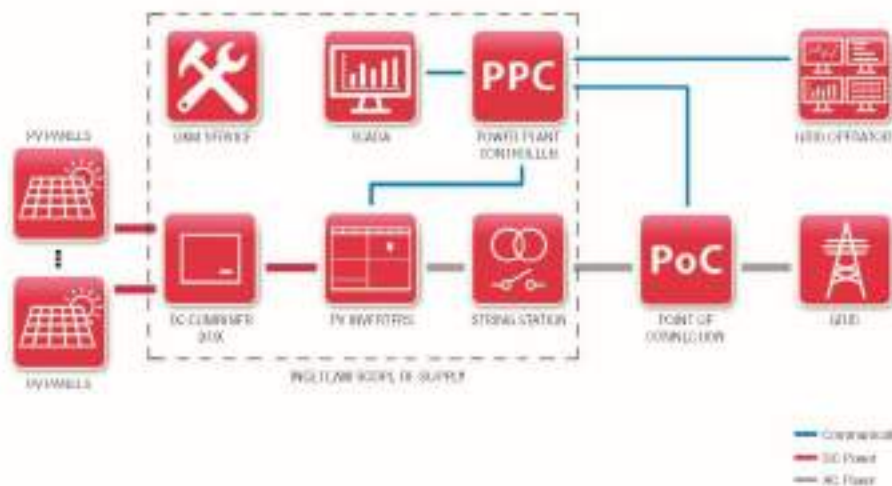 PV PANELS
O&M SERVICE
SCADA
PPC
POWER PLANT
CONTROLLER
GRID OPERATOR
DC COMBINER
BOX
PV INVERTERS
STRING STATION
PoC
POINT OF
CONNECTION
GRID
PV PANELS
INGETEAM SCOPE OF SUPPLY
DC Power
AC Power